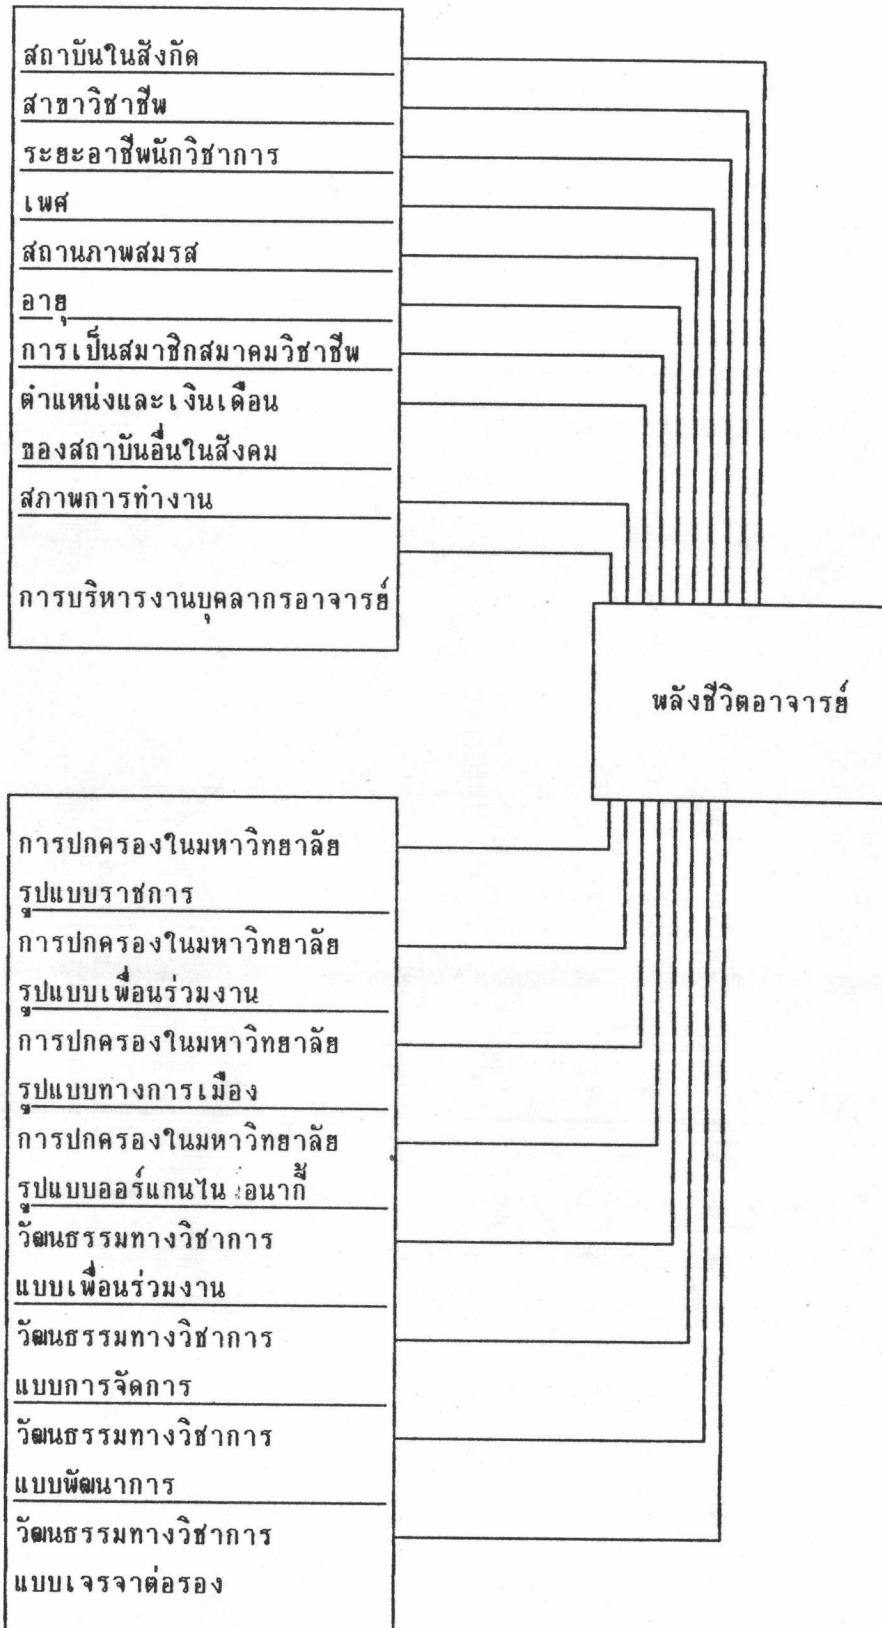 สถาบันในสังกัด
สาขาวิชาชีพ
ระยะอาชีพนักวิชาการ
เพศ
สถานภาพสมรส
อายุ
การเป็นสมาชิกสมาคมวิชาชีพ
ตำแหน่งและเงินเดือน
ของสถาบันอื่นในสังคม
สภาพการทำงาน
การบริหารงานบุคลากรอาจารย์
พลังชีวิตอาจารย์
การปกครองในมหาวิทยาลัย
รูปแบบราชการ
การปกครองในมหาวิทยาลัย
รูปแบบเพื่อนร่วมงาน
การปกครองในมหาวิทยาลัย
รูปแบบทางการเมือง
การปกครองในมหาวิทยาลัย
รูปแบบออร์แกนไน อนากี้
วัฒนธรรมทางวิชาการ
แบบเพื่อนร่วมงาน
วัฒนธรรมทางวิชาการ
แบบการจัดการ
วัฒนธรรมทางวิชาการ
แบบพัฒนาการ
วัฒนธรรมทางวิชาการ
แบบเจรจาต่อรอง